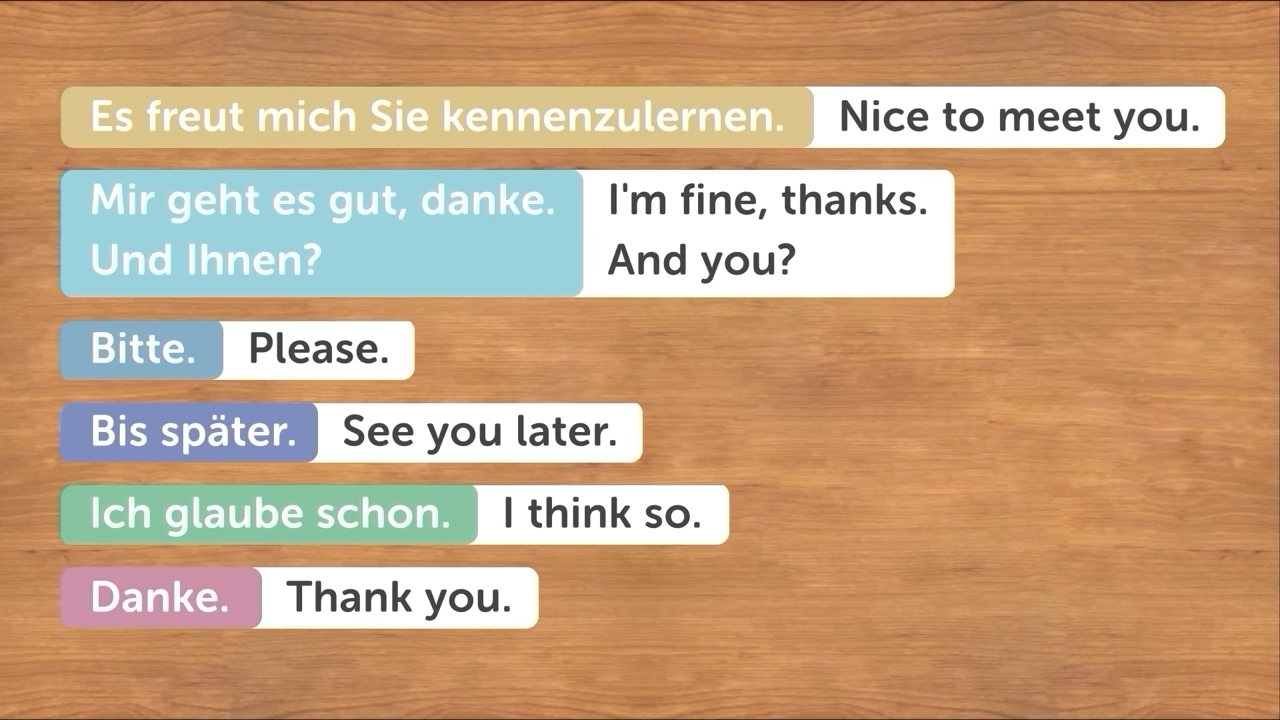 Es freut mich Sie kennenzulernen. Nice to meet you.
Mir geht es gut, danke. I'm fine, thanks.
Und Ihnen? And you?
Bitte. Please.
Bis später. See you later.
Ich glaube schon. I think so.
Danke. Thank you.